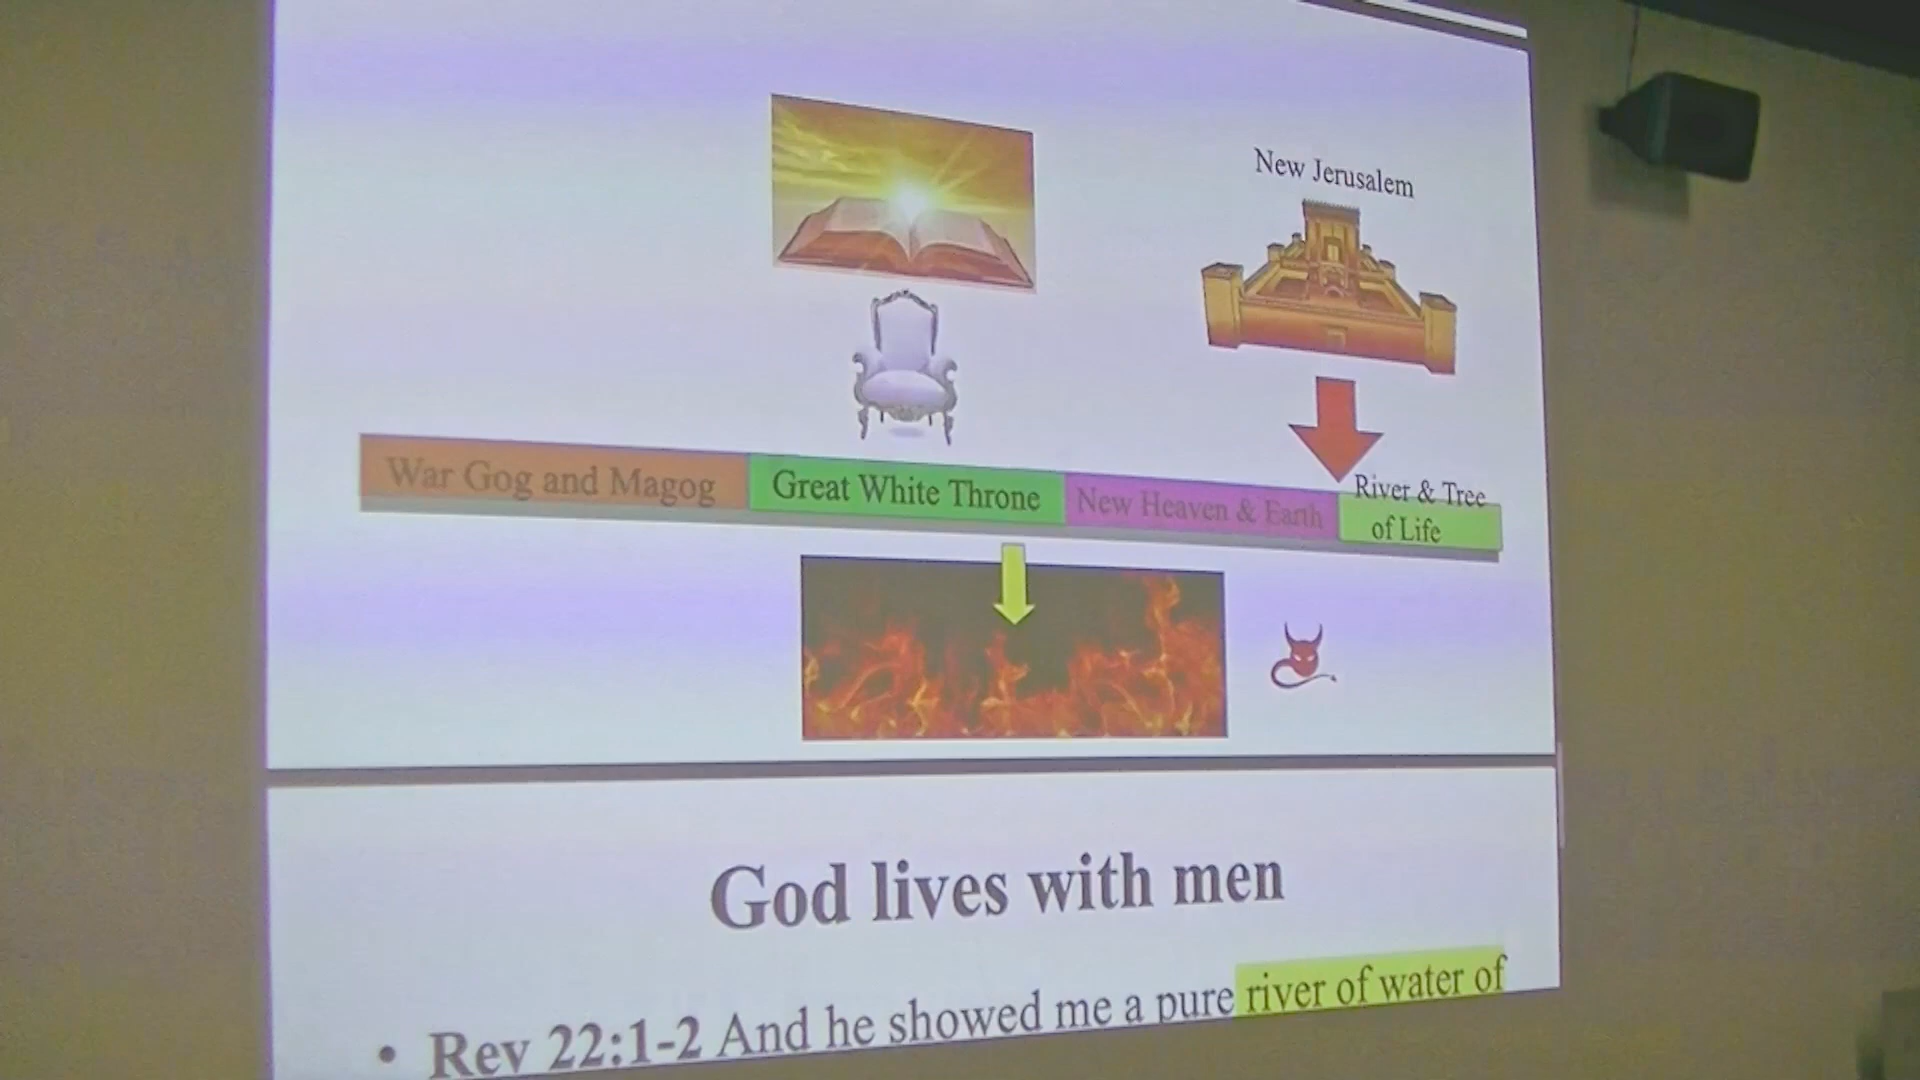 New Jerusalem
War Gog and Magog
Great White Throne
New Heaven & Earth
River & Tree
of Life
God lives with men
• Rev 22:1-2 And he showed me a pure river of water of